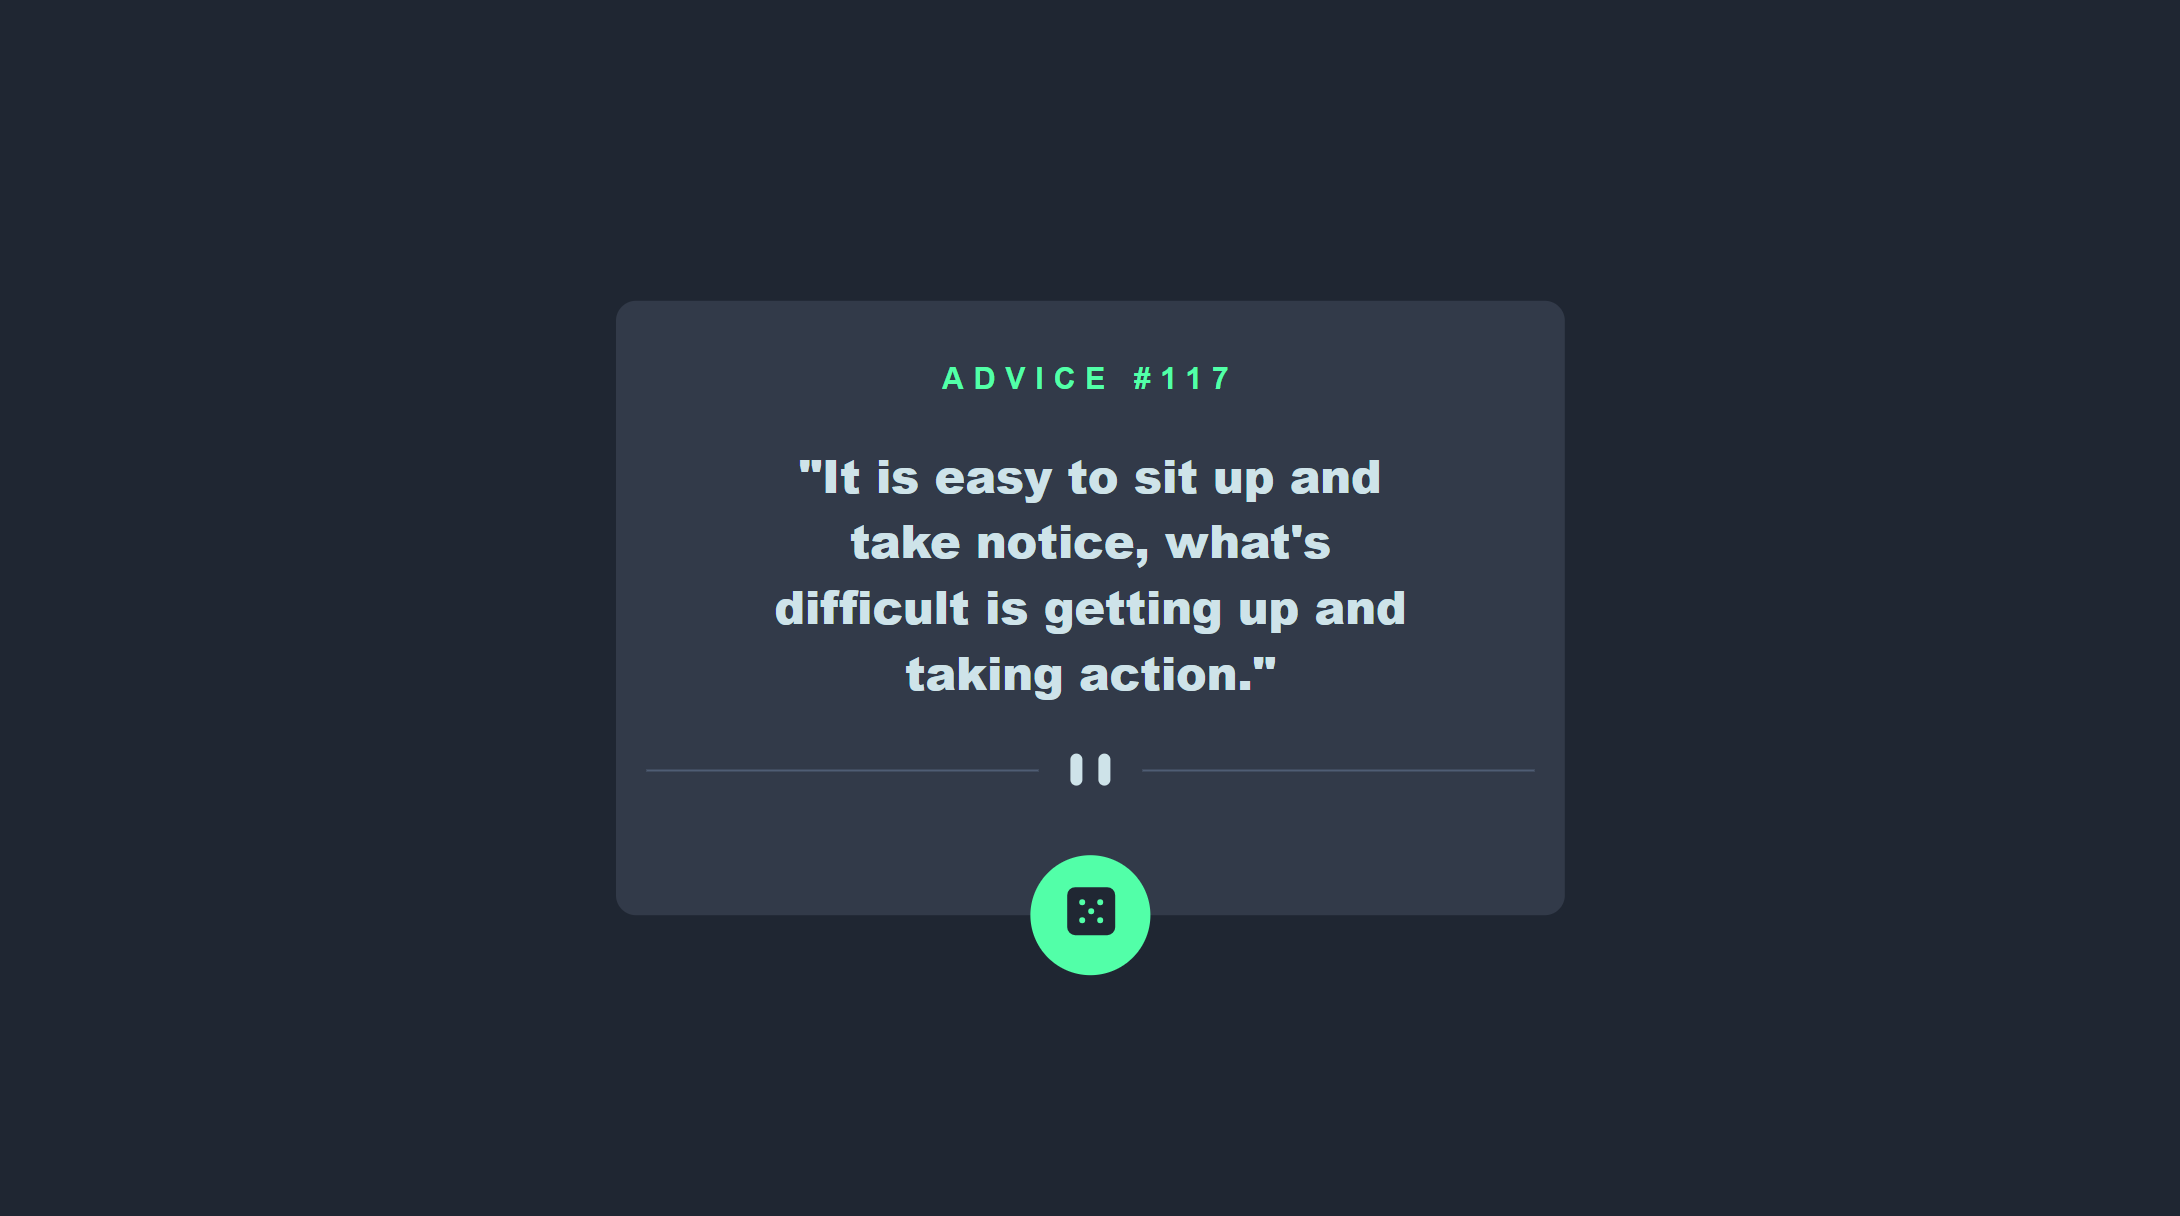 ADVICE #117
"It is easy to sit up and
take notice, what's
difficult is getting up and
taking action."